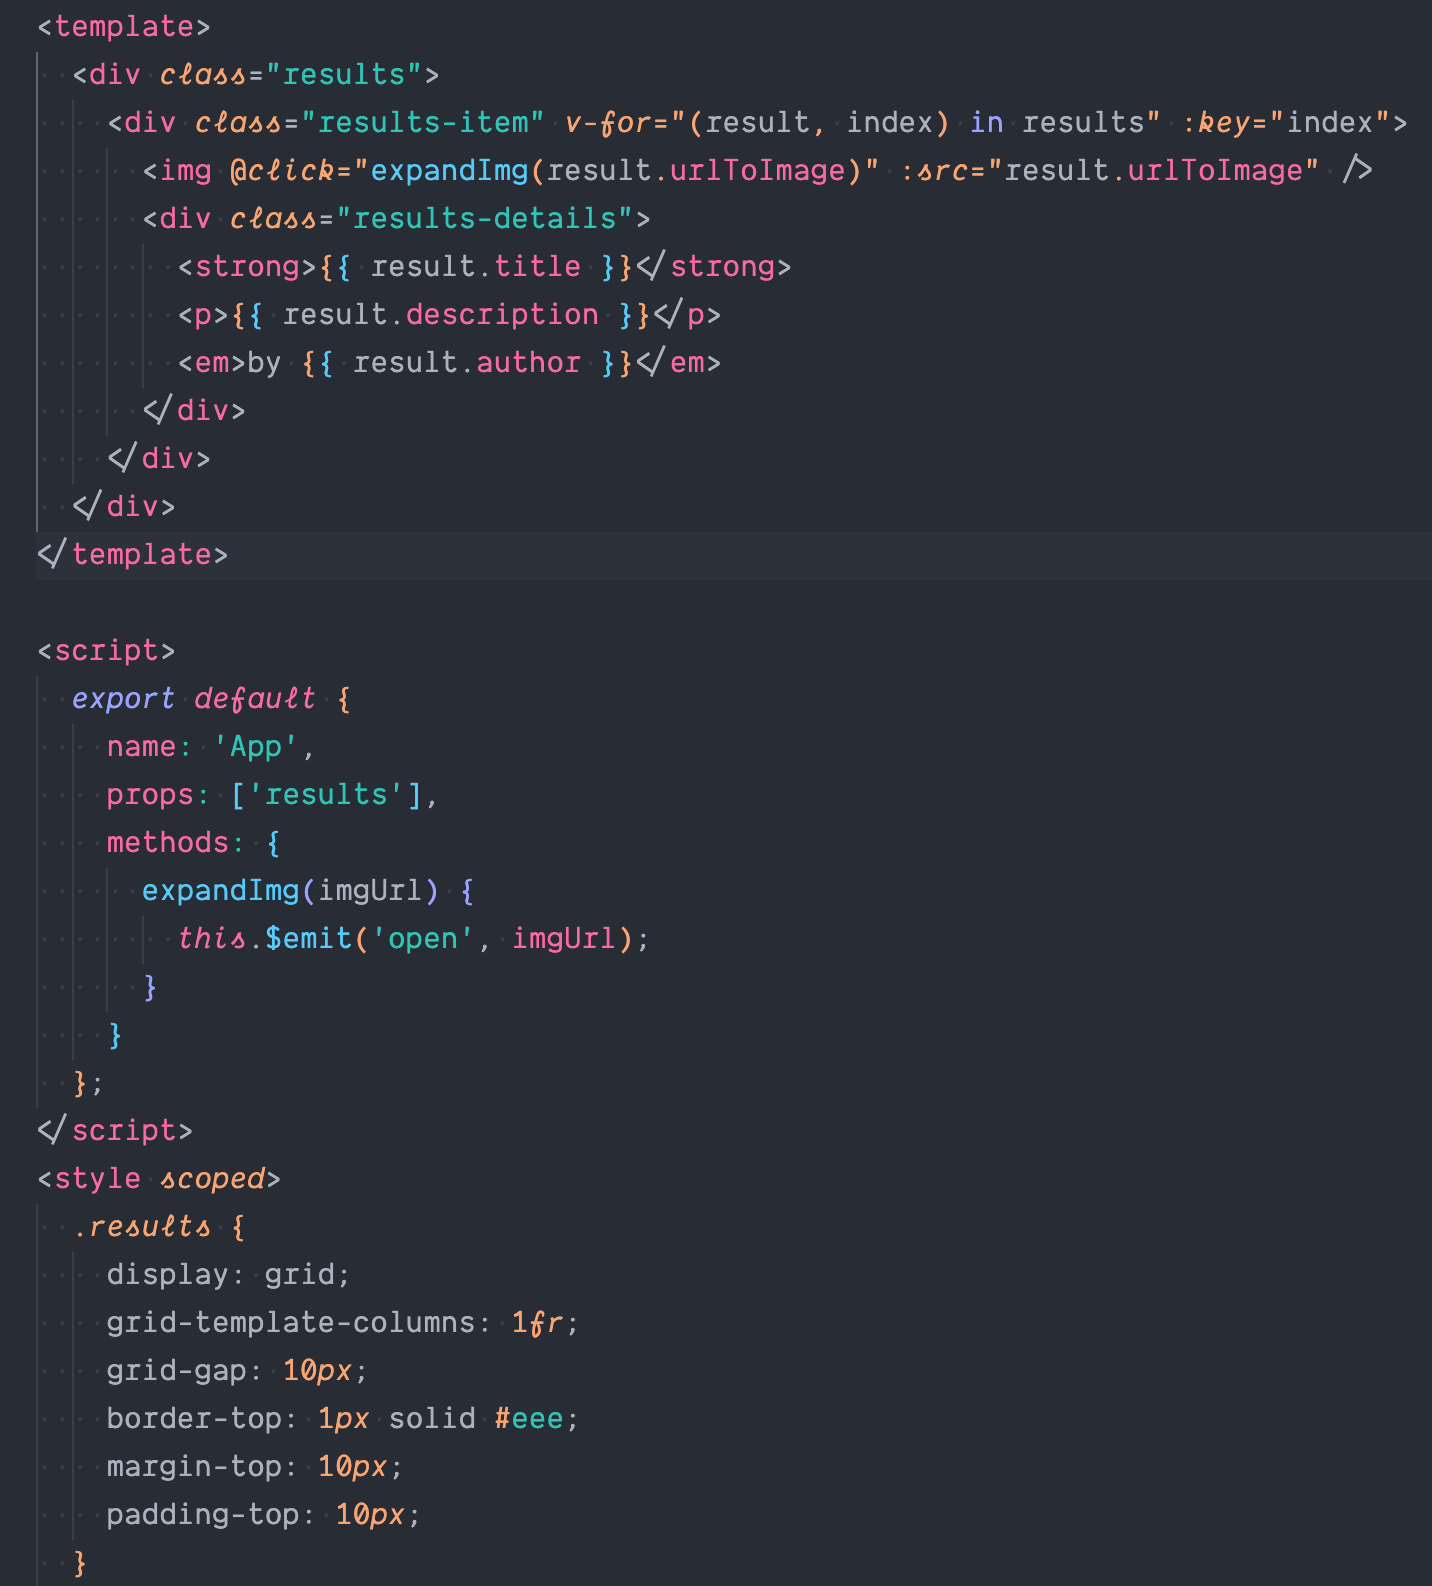 <template>
  <div class="results">
    <div class="results-item" v-for="(result, index) in results" :key="index">
      <img @click="expandImg(result.urlToImage)" :src="result.urlToImage" />
      <div class="results-details">
        <strong>{{ result.title }}</strong>
        <p>{{ result.description }}</p>
        <em>by {{ result.author }}</em>
      </div>
    </div>
  </div>
</template>

<script>
  export default {
    name: 'App',
    props: ['results'],
    methods: {
      expandImg(imgUrl) {
        this.$emit('open', imgUrl);
      }
    }
  };
</script>
<style scoped>
  .results {
    display: grid;
    grid-template-columns: 1fr;
    grid-gap: 10px;
    border-top: 1px solid #eee;
    margin-top: 10px;
    padding-top: 10px;
  }